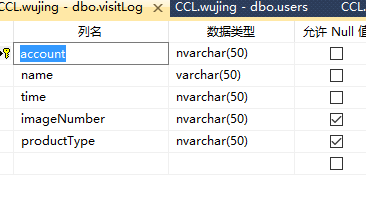 CCL.wujing - dbo.visitLog × CCL.wujing - dbo.users CCL
列名 数据类型 允许 Null 值
account nvarchar(50)
name varchar(50)
time nvarchar(50)
imageNumber nvarchar(50)
productType nvarchar(50)